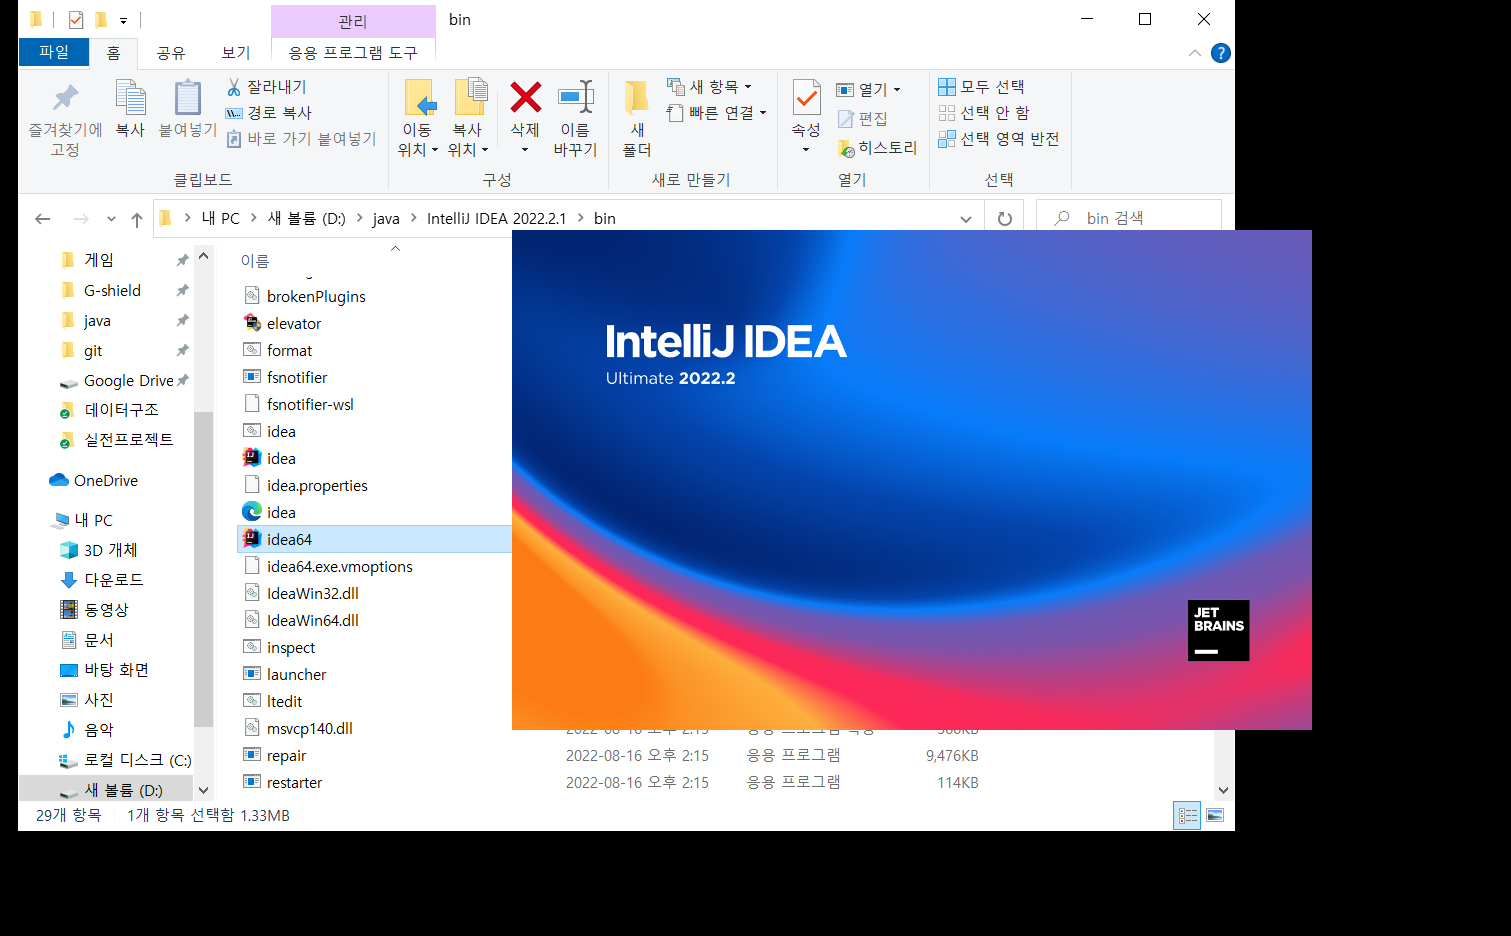 관리
bin
파일
홈
공유
보기
응용 프로그램 도구
즐겨찾기에
고정
복사
붙여넣기
잘라내기
경로 복사
바로 가기 붙여넣기
클립보드
이동
위치
복사
위치
삭제
이름
바꾸기
구성
새
폴더
새 항목
빠른 연결
새로 만들기
속성
열기
편집
히스토리
열기
모두 선택
선택 안 함
선택 영역 반전
선택
내 PC
새 볼륨 (D:)
java
IntelliJ IDEA 2022.2.1
bin
bin 검색
게임
G-shield
java
git
Google Drive
데이터구조
실전프로젝트
OneDrive
내 PC
3D 개체
다운로드
동영상
문서
바탕 화면
사진
음악
로컬 디스크 (C:)
새 볼륨 (D:)
이름
brokenPlugins
elevator
format
fsnotifier
fsnotifier-wsl
idea
idea
idea.properties
idea
idea64
idea64.exe.vmoptions
IdeaWin32.dll
IdeaWin64.dll
inspect
launcher
ltedit
msvcp140.dll
repair 2022-08-16 오후 2:15 응용 프로그램 9,476KB
restarter 2022-08-16 오후 2:15 응용 프로그램 114KB
IntelliJ IDEA
Ultimate 2022.2
JET
BRAINS
29개 항목
1개 항목 선택함 1.33MB